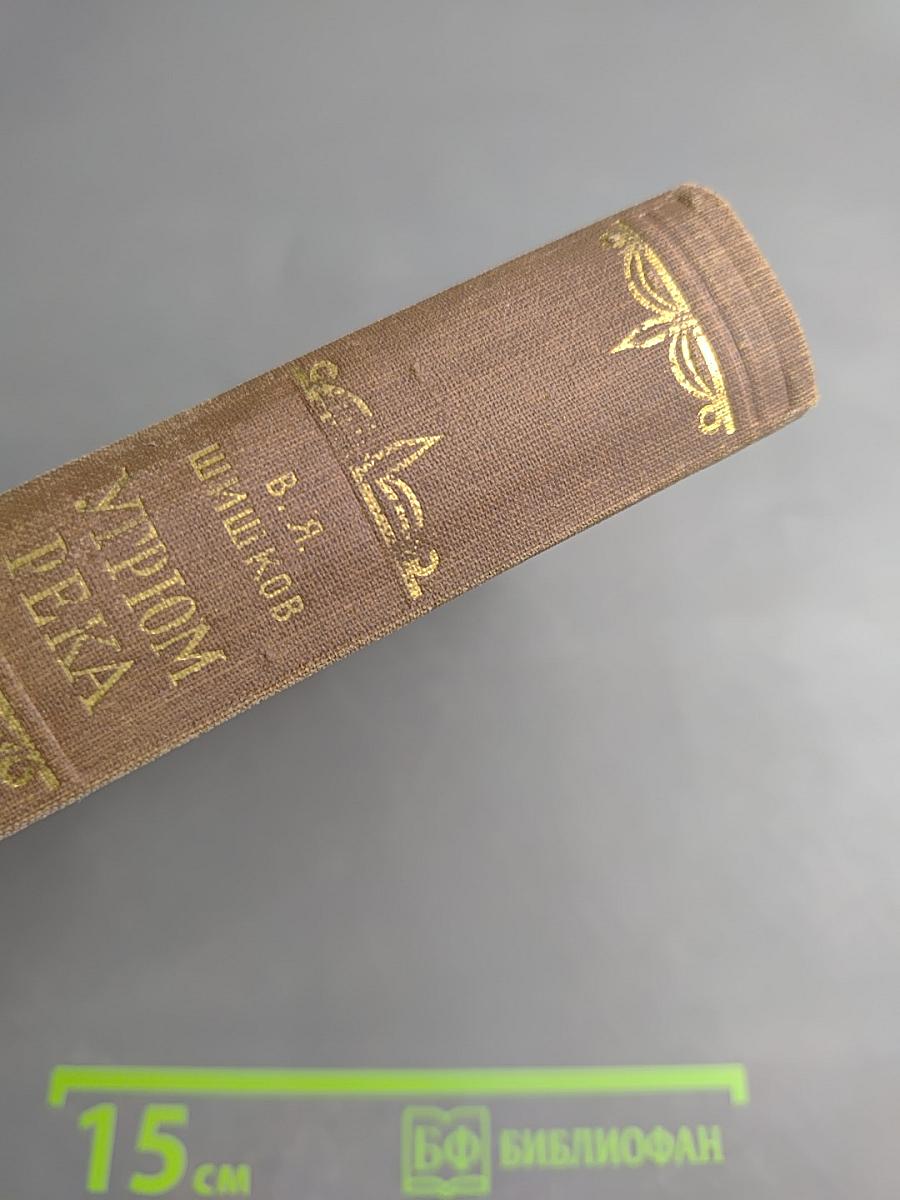 В. Я.
ШИШКОВ
УГРЮМ
РЕКА
15 см
БФ БИБЛИОФАН